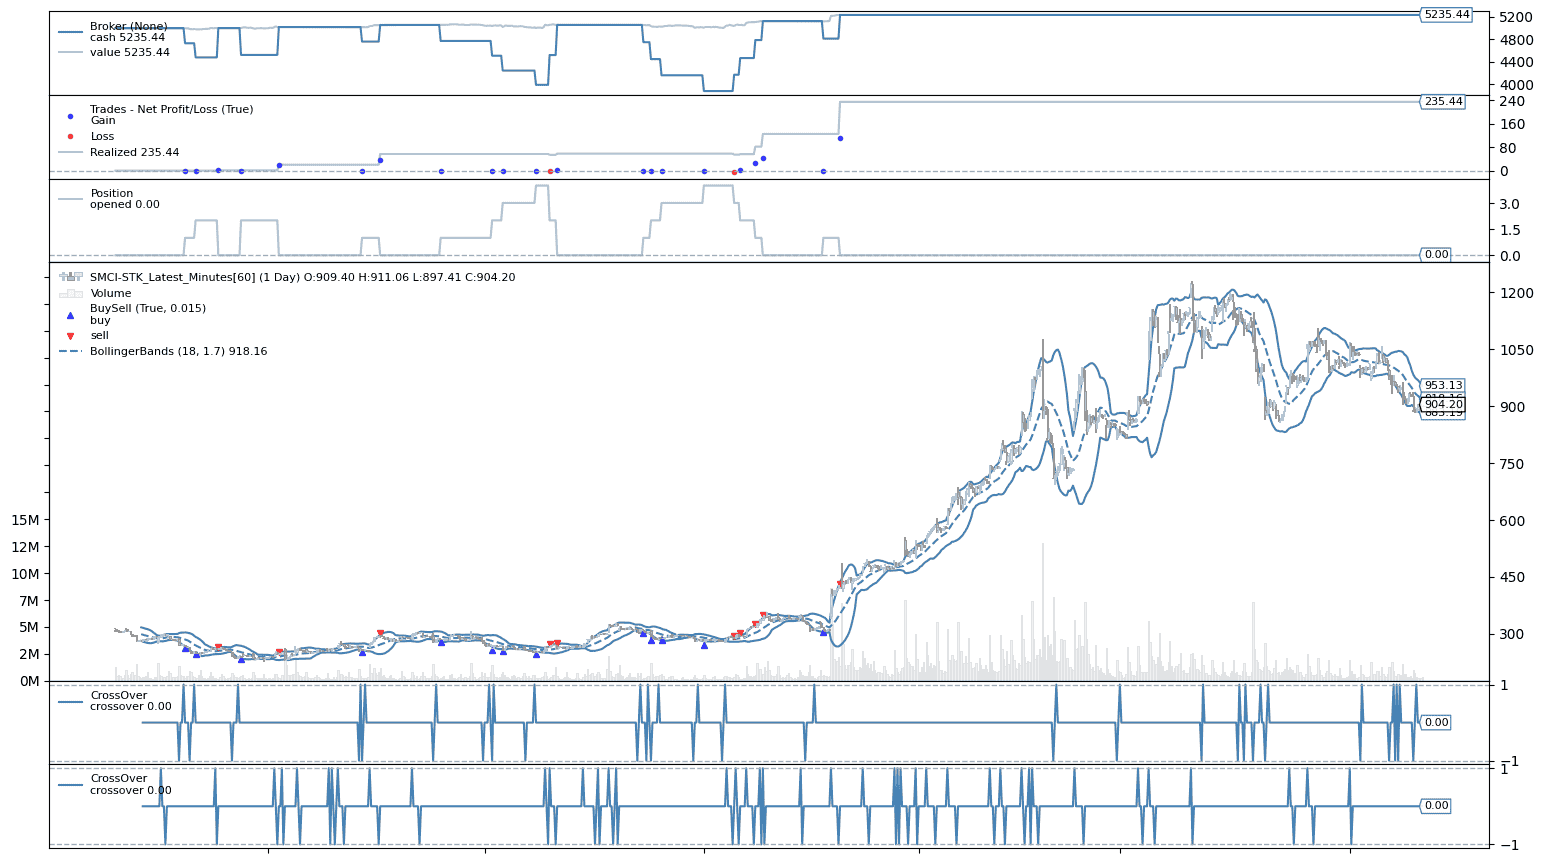 Broker (None)
cash 5235.44
value 5235.44
5235.44
5200
4800
4400
4000
Trades - Net Profit/Loss (True)
Gain
Loss
Realized 235.44
235.44
240
160
80
0
Position
opened 0.00
0.00
3.0
1.5
0.0
SMCI-STK_Latest_Minutes[60] (1 Day) O:909.40 H:911.06 L:897.41 C:904.20
Volume
BuySell (True, 0.015)
buy
sell
BollingerBands (18, 1.7) 918.16
15M
12M
10M
7M
5M
2M
0M
1200
1050
900
750
600
450
300
953.13
904.20
CrossOver
crossover 0.00
0.00
1
−1
CrossOver
crossover 0.00
0.00
1
−1